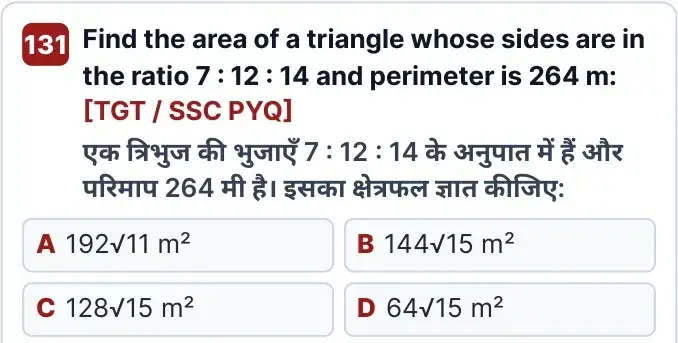 131 Find the area of a triangle whose sides are in
the ratio 7 : 12 : 14 and perimeter is 264 m:
[TGT / SSC PYQ]
एक त्रिभुज की भुजाएँ 7 : 12 : 14 के अनुपात में हैं और
परिमाप 264 मी है। इसका क्षेत्रफल ज्ञात कीजिए:
A 192√11 m²
B 144√15 m²
C 128√15 m²
D 64√15 m²